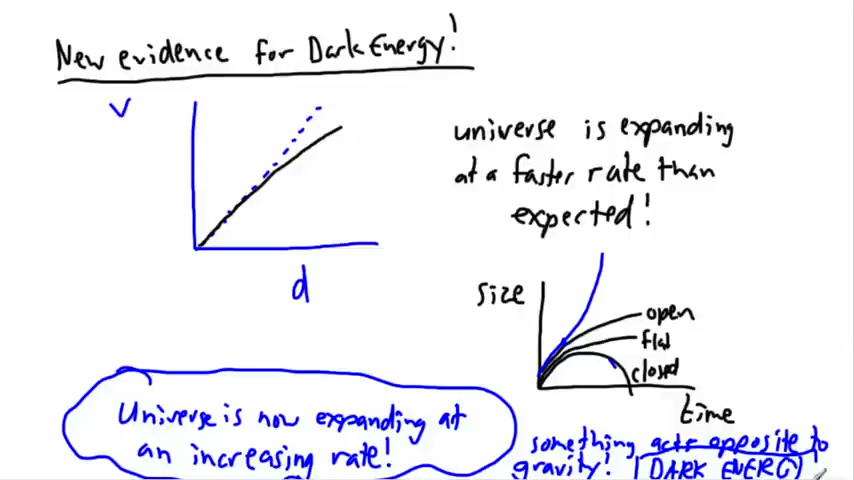 New evidence for Dark Energy!
v
universe is expanding
at a faster rate than
expected!
d
size
open
flat
closed
time
Universe is now expanding at
an increasing rate!
something acts opposite to
gravity! DARK ENERG